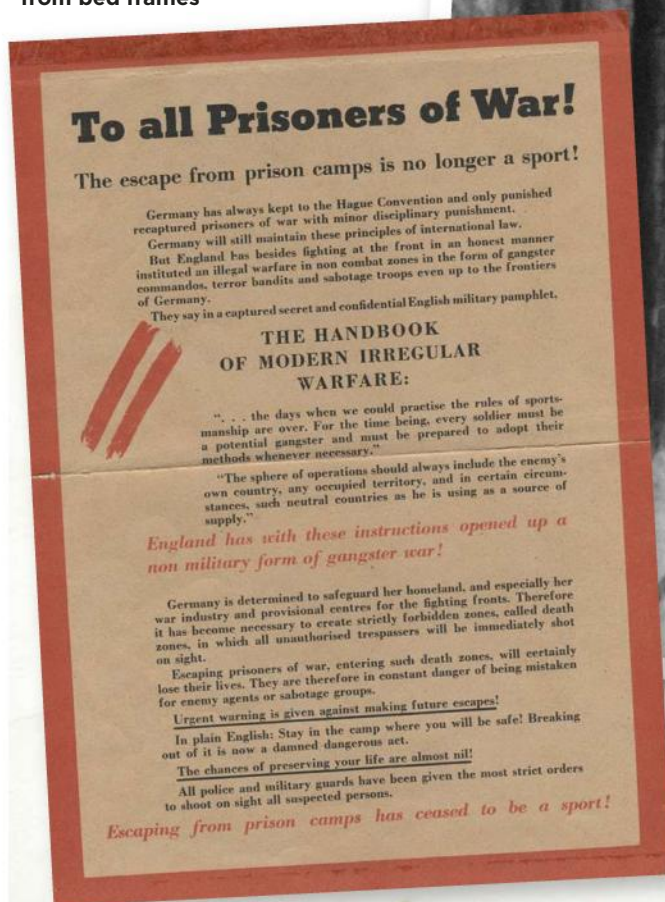 from bed frames
To all Prisoners of War!
The escape from prison camps is no longer a sport!
Germany has always kept to the Hague Convention and only punished
recaptured prisoners of war with minor disciplinary punishment.
Germany will still maintain these principles of international law.
But England has besides fighting at the front in an honest manner
instituted an illegal warfare in non combat zones in the form of gangster
commandos, terror bandits and sabotage troops even up to the frontiers
of Germany.
They say in a captured secret and confidential English military pamphlet,
THE HANDBOOK
OF MODERN IRREGULAR
WARFARE:
". . . the days when we could practise the rules of sports-
manship are over. For the time being, every soldier must be
a potential gangster and must be prepared to adopt their
methods whenever necessary."
"The sphere of operations should always include the enemy's
own country, any occupied territory, and in certain circum-
stances, such neutral countries as he is using as a source of
supply."
England has with these instructions opened up a
non military form of gangster war!
Germany is determined to safeguard her homeland, and especially her
war industry and provisional centres for the fighting fronts. Therefore
it has become necessary to create strictly forbidden zones, called death
zones, in which all unauthorised trespassers will be immediately shot
on sight.
Escaping prisoners of war, entering such death zones, will certainly
lose their lives. They are therefore in constant danger of being mistaken
for enemy agents or sabotage groups.
Urgent warning is given against making future escapes!
In plain English: Stay in the camp where you will be safe! Breaking
out of it is now a damned dangerous act.
The chances of preserving your life are almost nil!
All police and military guards have been given the most strict orders
to shoot on sight all suspected persons.
Escaping from prison camps has ceased to be a sport!